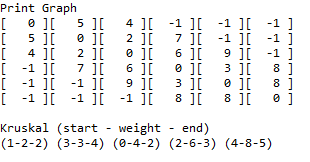 Print Graph
[ 0 ][ 5 ][ 4 ][ -1 ][ -1 ][ -1 ]
[ 5 ][ 0 ][ 2 ][ 7 ][ -1 ][ -1 ]
[ 4 ][ 2 ][ 0 ][ 6 ][ 9 ][ -1 ]
[ -1 ][ 7 ][ 6 ][ 0 ][ 3 ][ 8 ]
[ -1 ][ -1 ][ 9 ][ 3 ][ 0 ][ 8 ]
[ -1 ][ -1 ][ -1 ][ 8 ][ 8 ][ 0 ]
Kruskal (start - weight - end)
(1-2-2) (3-3-4) (0-4-2) (2-6-3) (4-8-5)